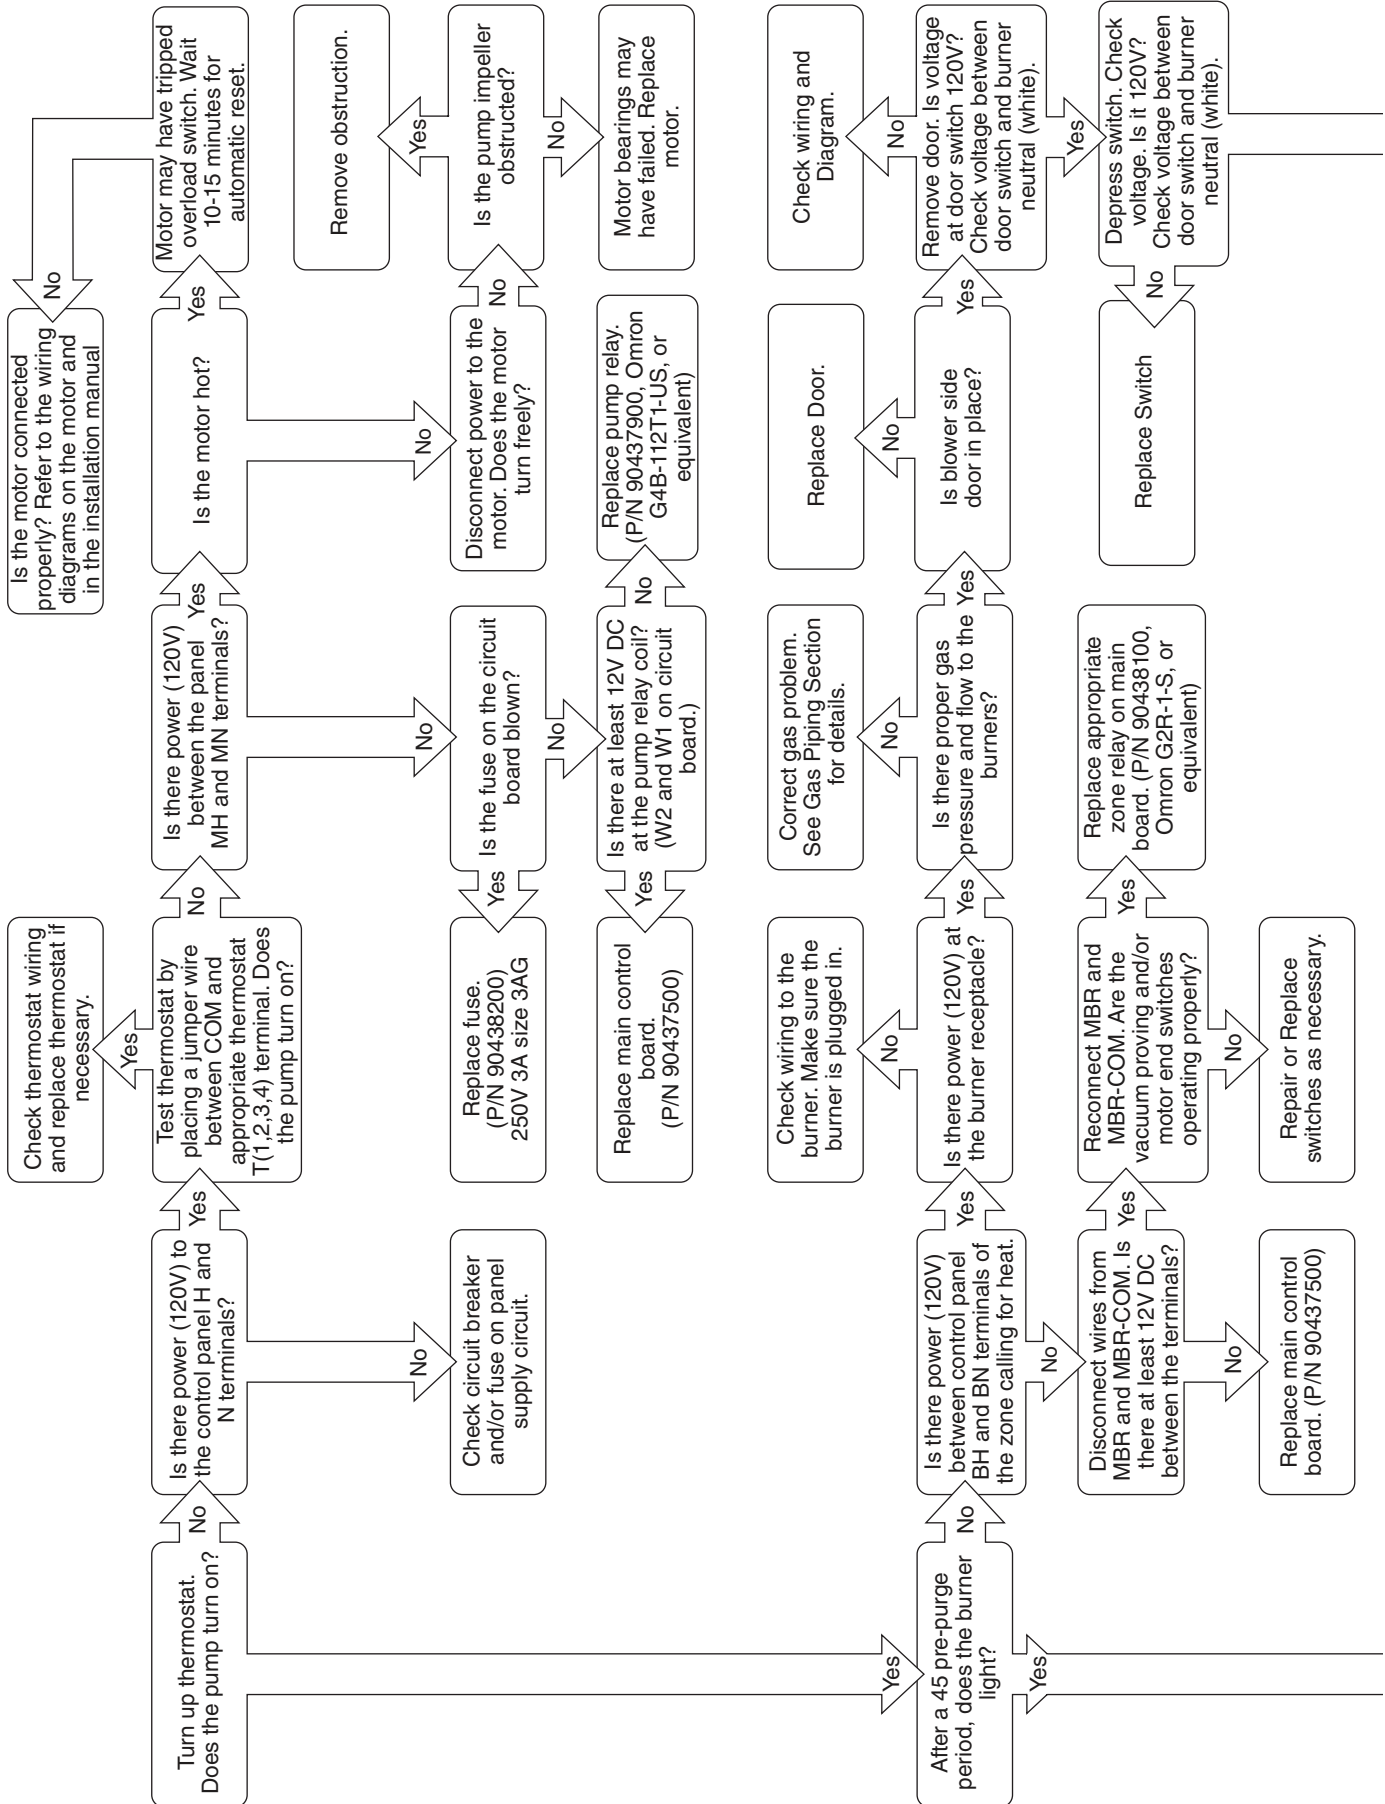 Turn up thermostat.
Does the pump turn on?
No
Yes
Is there power (120V) to
the control panel H and
N terminals?
Yes
No
Check circuit breaker
and/or fuse on panel
supply circuit.
Check thermostat wiring
and replace thermostat if
necessary.
Yes
Test thermostat by
placing a jumper wire
between COM and
appropriate thermostat
T(1,2,3,4) terminal. Does
the pump turn on?
No
Is there power (120V)
between the panel
MH and MN terminals?
Yes
No
Is the fuse on the circuit
board blown?
Yes
Replace fuse.
(P/N 90438200)
250V 3A size 3AG
No
Is there at least 12V DC
at the pump relay coil?
(W2 and W1 on circuit
board.)
Yes
Replace main control
board.
(P/N 90437500)
No
Replace pump relay.
(P/N 90437900, Omron
G4B-112T1-US, or
equivalent)
Is the motor hot?
Yes
Motor may have tripped
overload switch. Wait
10-15 minutes for
automatic reset.
No
Is the motor connected
properly? Refer to the wiring
diagrams on the motor and
in the installation manual
No
Disconnect power to the
motor. Does the motor
turn freely?
No
Is the pump impeller
obstructed?
Yes
Remove obstruction.
No
Motor bearings may
have failed. Replace
motor.
After a 45 pre-purge
period, does the burner
light?
Yes
No
Is there power (120V)
between control panel
BH and BN terminals of
the zone calling for heat.
Yes
No
Disconnect wires from
MBR and MBR-COM. Is
there at least 12V DC
between the terminals?
No
Replace main control
board. (P/N 90437500)
Yes
Reconnect MBR and
MBR-COM. Are the
vacuum proving and/or
motor end switches
operating properly?
No
Repair or Replace
switches as necessary.
Yes
Replace appropriate
zone relay on main
board. (P/N 90438100,
Omron G2R-1-S, or
equivalent)
Is there power (120V) at
the burner receptacle?
No
Check wiring to the
burner. Make sure the
burner is plugged in.
Yes
Is there proper gas
pressure and flow to the
burners?
No
Correct gas problem.
See Gas Piping Section
for details.
Yes
Is blower side
door in place?
No
Replace Door.
Yes
Remove door. Is voltage
at door switch 120V?
Check voltage between
door switch and burner
neutral (white).
No
Check wiring and
Diagram.
Yes
Depress switch. Check
voltage. Is it 120V?
Check voltage between
door switch and burner
neutral (white).
No
Replace Switch